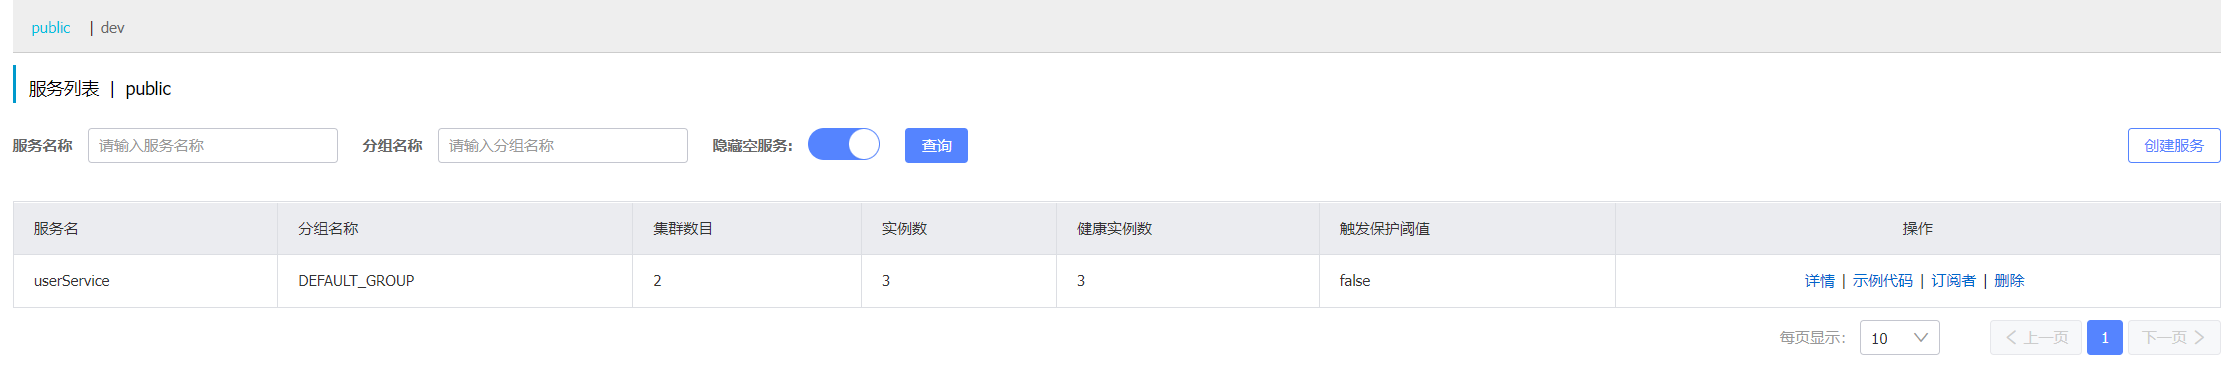 public | dev
服务列表 | public
服务名称 请输入服务名称 分组名称 请输入分组名称 隐藏空服务: 查询 创建服务
服务名 分组名称 集群数目 实例数 健康实例数 触发保护阈值 操作
userService DEFAULT_GROUP 2 3 3 false 详情 | 示例代码 | 订阅者 | 删除
每页显示: 10 上一页 1 下一页